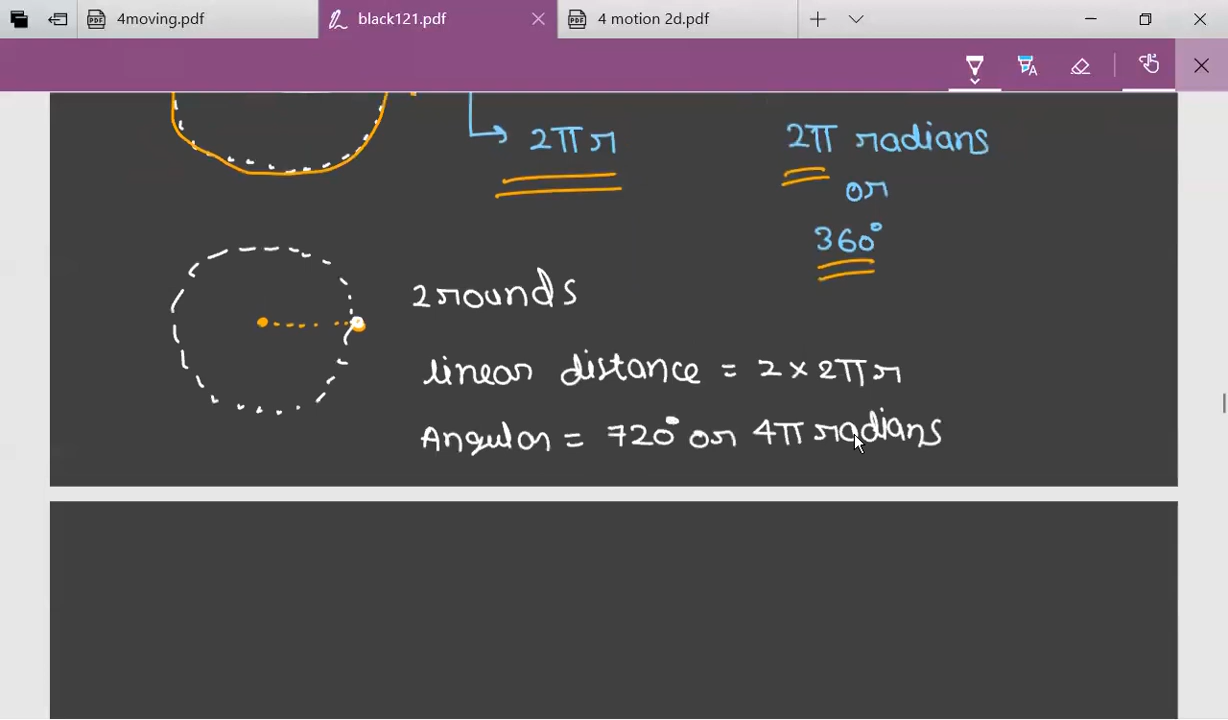 4moving.pdf
black121.pdf
4 motion 2d.pdf
2πr
2π radians
or
360°
2 rounds
linear distance = 2 × 2πr
Angular = 720° or 4π radians